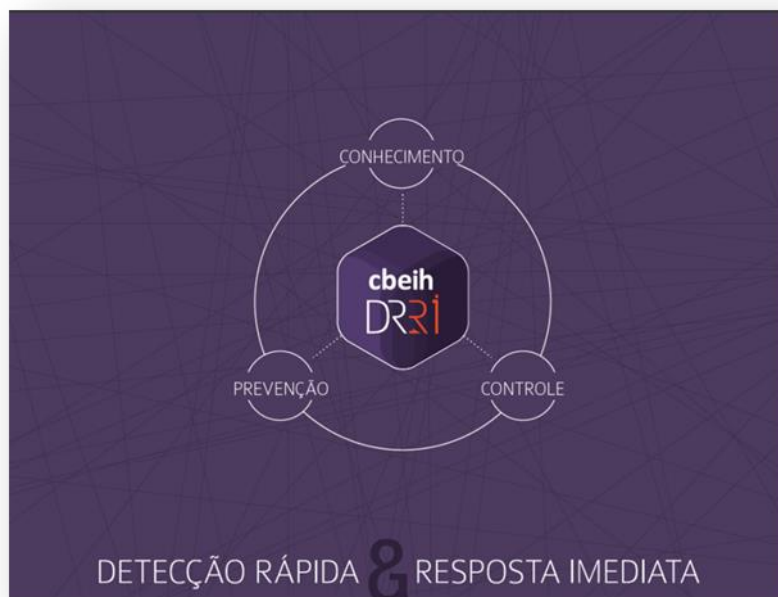 CONHECIMENTO
cbeih
DRRI
PREVENÇÃO
CONTROLE
DETECÇÃO RÁPIDA & RESPOSTA IMEDIATA